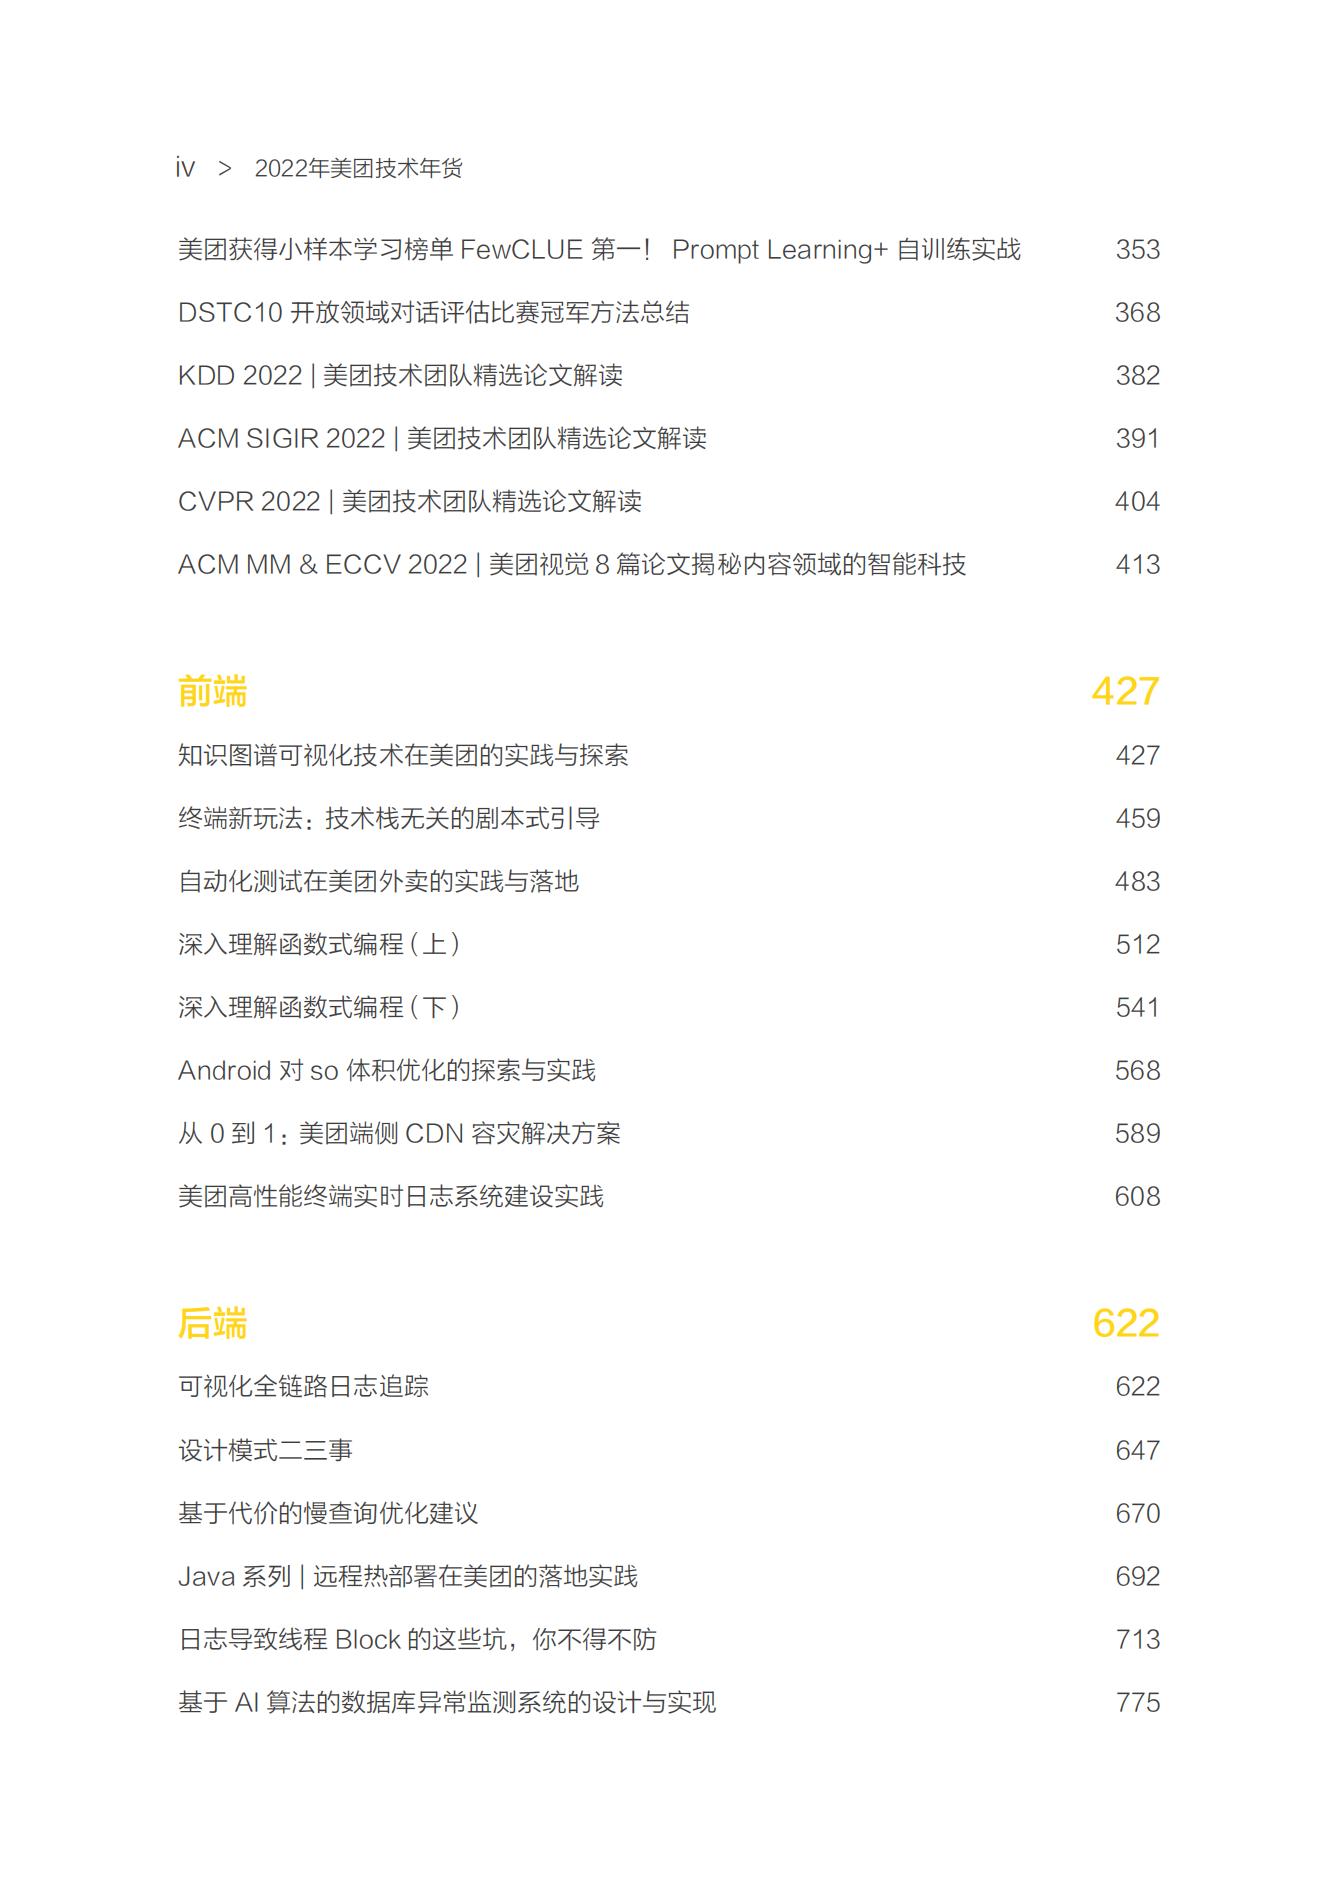 iv > 2022年美团技术年货
美团获得小样本学习榜单 FewCLUE 第一！ Prompt Learning+ 自训练实战 353
DSTC10 开放领域对话评估比赛冠军方法总结 368
KDD 2022 | 美团技术团队精选论文解读 382
ACM SIGIR 2022 | 美团技术团队精选论文解读 391
CVPR 2022 | 美团技术团队精选论文解读 404
ACM MM & ECCV 2022 | 美团视觉 8 篇论文揭秘内容领域的智能科技 413
前端 427
知识图谱可视化技术在美团的实践与探索 427
终端新玩法：技术栈无关的剧本式引导 459
自动化测试在美团外卖的实践与落地 483
深入理解函数式编程（上） 512
深入理解函数式编程（下） 541
Android 对 so 体积优化的探索与实践 568
从 0 到 1：美团端侧 CDN 容灾解决方案 589
美团高性能终端实时日志系统建设实践 608
后端 622
可视化全链路日志追踪 622
设计模式二三事 647
基于代价的慢查询优化建议 670
Java 系列 | 远程热部署在美团的落地实践 692
日志导致线程 Block 的这些坑，你不得不防 713
基于 AI 算法的数据库异常监测系统的设计与实现 775